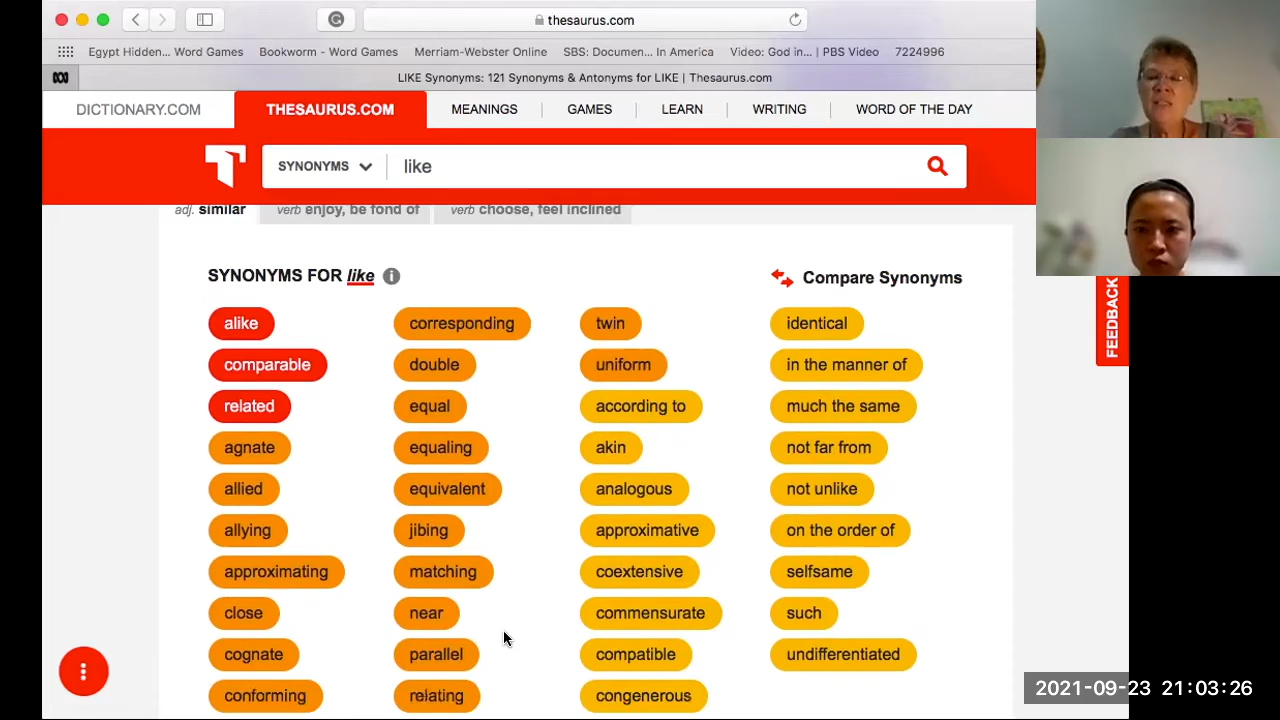 thesaurus.com
Egypt Hidden... Word Games Bookworm - Word Games Merriam-Webster Online SBS: Documen... In America Video: God in... | PBS Video 7224996
LIKE Synonyms: 121 Synonyms & Antonyms for LIKE | Thesaurus.com
DICTIONARY.COM THESAURUS.COM MEANINGS GAMES LEARN WRITING WORD OF THE DAY
SYNONYMS like
adj. similar verb enjoy, be fond of verb choose, feel inclined
SYNONYMS FOR like Compare Synonyms
alike corresponding twin identical
comparable double uniform in the manner of
related equal according to much the same
agnate equaling akin not far from
allied equivalent analogous not unlike
allying jibing approximative on the order of
approximating matching coextensive selfsame
close near commensurate such
cognate parallel compatible undifferentiated
conforming relating congenerous
FEEDBACK
2021-09-23 21:03:26